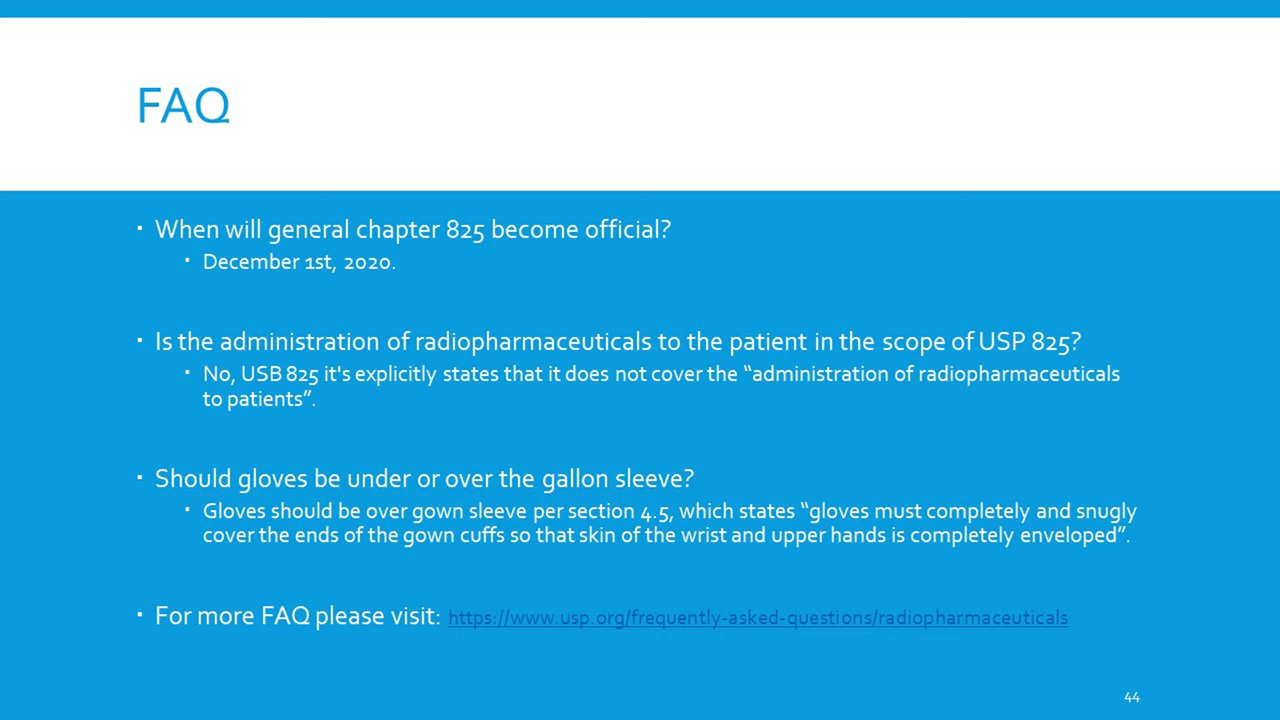 FAQ
When will general chapter 825 become official?
December 1st, 2020.
Is the administration of radiopharmaceuticals to the patient in the scope of USP 825?
No, USB 825 it's explicitly states that it does not cover the “administration of radiopharmaceuticals
to patients”.
Should gloves be under or over the gallon sleeve?
Gloves should be over gown sleeve per section 4.5, which states “gloves must completely and snugly
cover the ends of the gown cuffs so that skin of the wrist and upper hands is completely enveloped”.
For more FAQ please visit: https://www.usp.org/frequently-asked-questions/radiopharmaceuticals
44